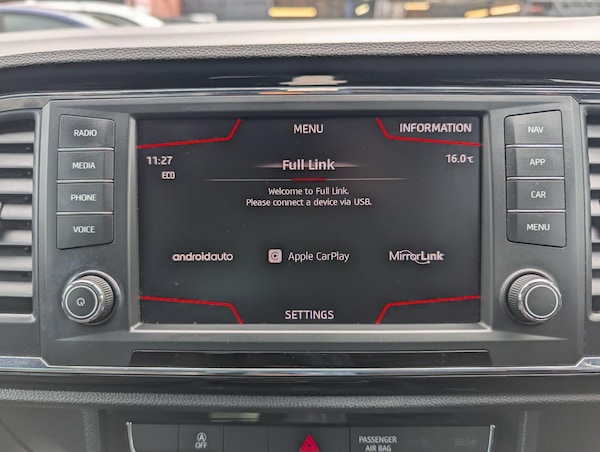 RADIO
MEDIA
PHONE
VOICE
MENU
INFORMATION
11:27
16.0°C
ECO
Full Link
Welcome to Full Link.
Please connect a device via USB.
androidauto
Apple CarPlay
MirrorLink
SETTINGS
NAV
APP
CAR
MENU
A
OFF
PASSENGER
AIR BAG